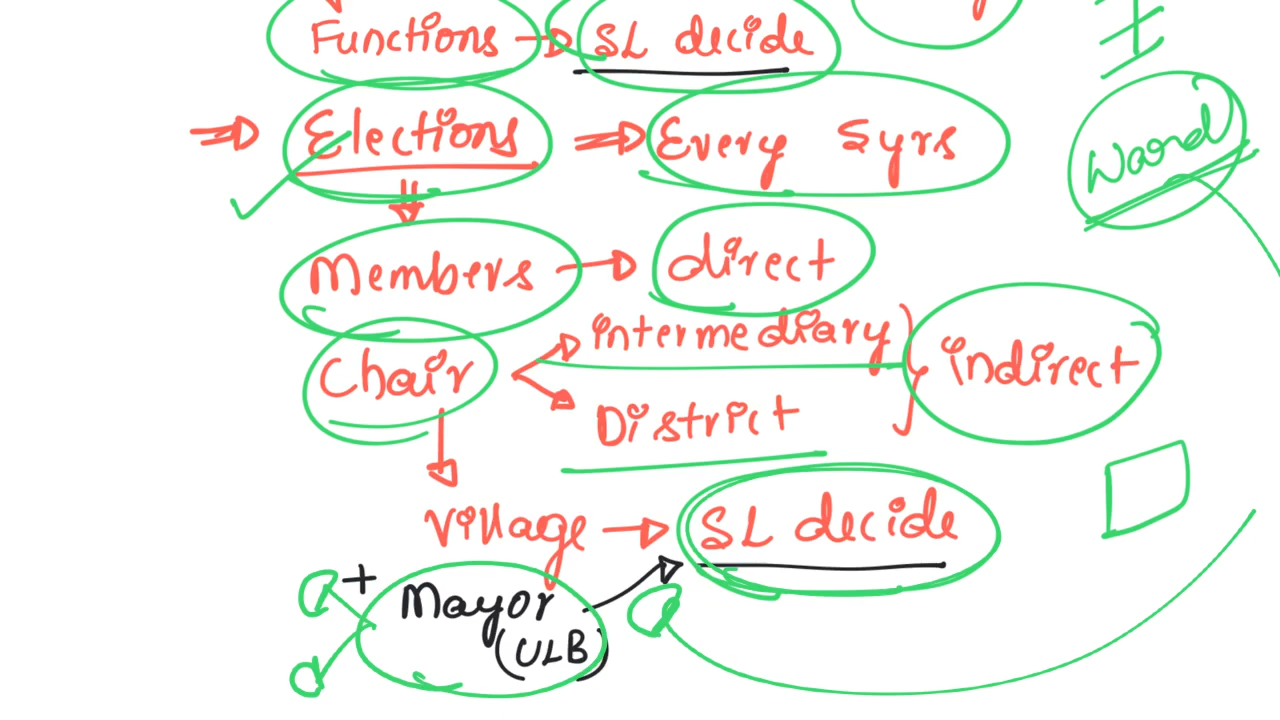 Functions → SL decide
⇒ Elections ⇒ Every 5yrs
Members → direct
Chair → intermediary } indirect
→ District
Village → SL decide
+ Mayor
(ULB)
Ward